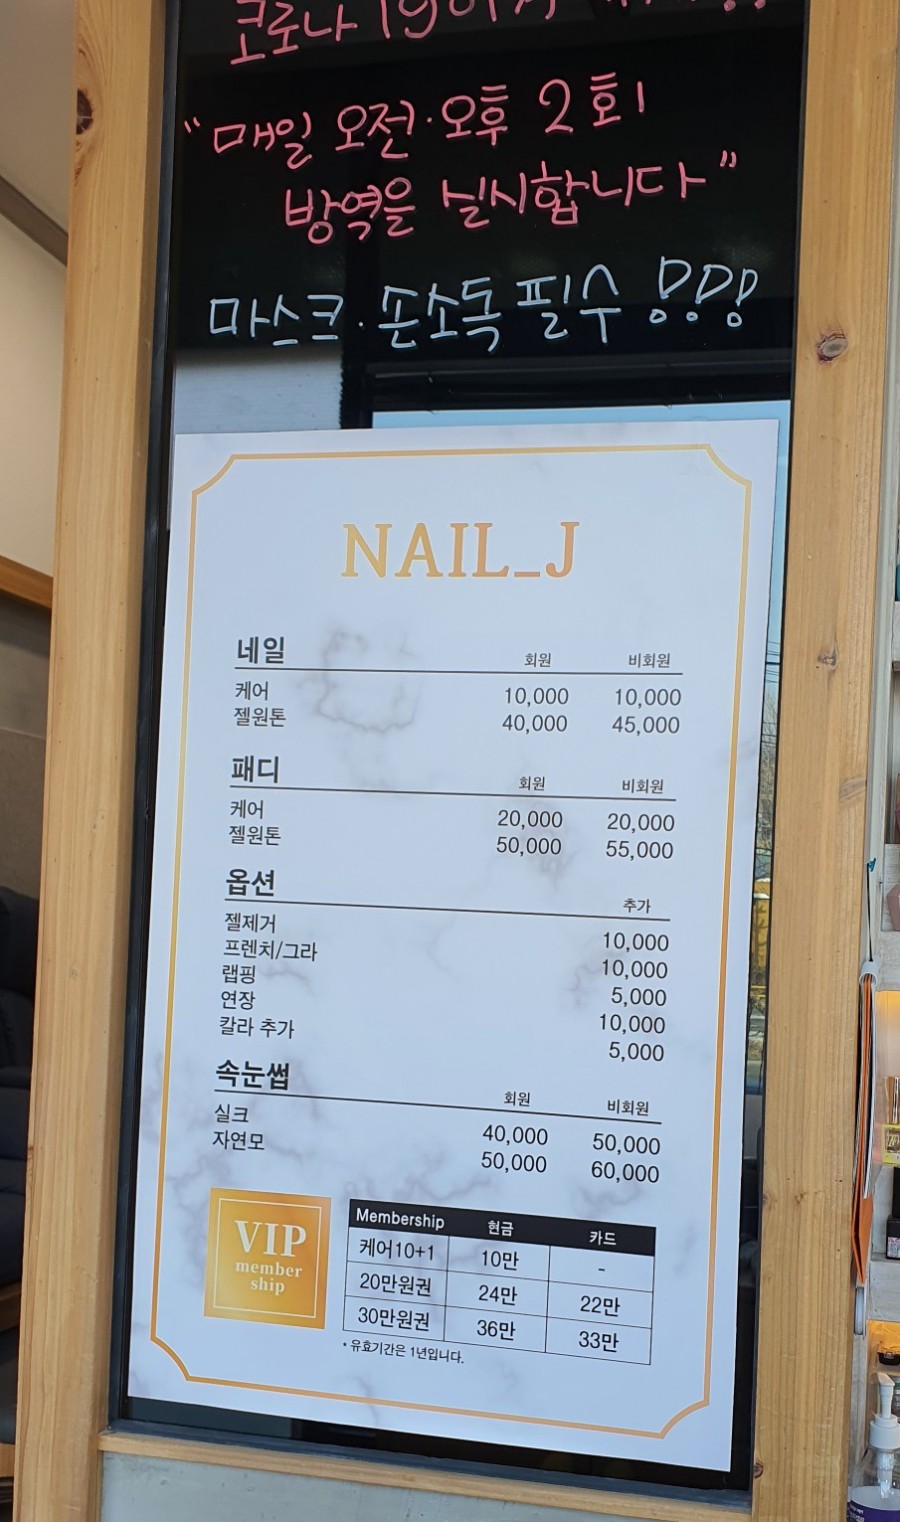 코로나 19
"매일 오전·오후 2회
방역을 실시합니다"
마스크·손소독 필수 !!!
NAIL_J
네일 회원 비회원
케어 10,000 10,000
젤원톤 40,000 45,000
패디 회원 비회원
케어 20,000 20,000
젤원톤 50,000 55,000
옵션 추가
젤제거 10,000
프렌치/그라 10,000
랩핑 5,000
연장 10,000
칼라 추가 5,000
속눈썹 회원 비회원
실크 40,000 50,000
자연모 50,000 60,000
VIP
member
ship
Membership 현금 카드
케어10+1 10만 -
20만원권 24만 22만
30만원권 36만 33만
* 유효기간은 1년입니다.